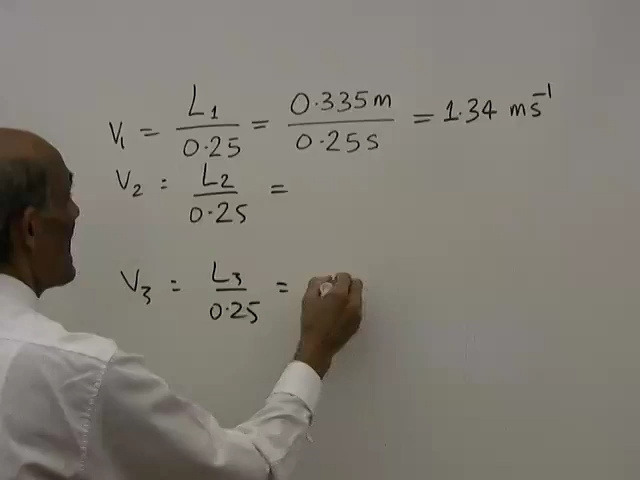 V₁ = L₁/0.25 = 0.335m/0.25s = 1.34 ms⁻¹
V₂ = L₂/0.25 =
V₃ = L₃/0.25 =